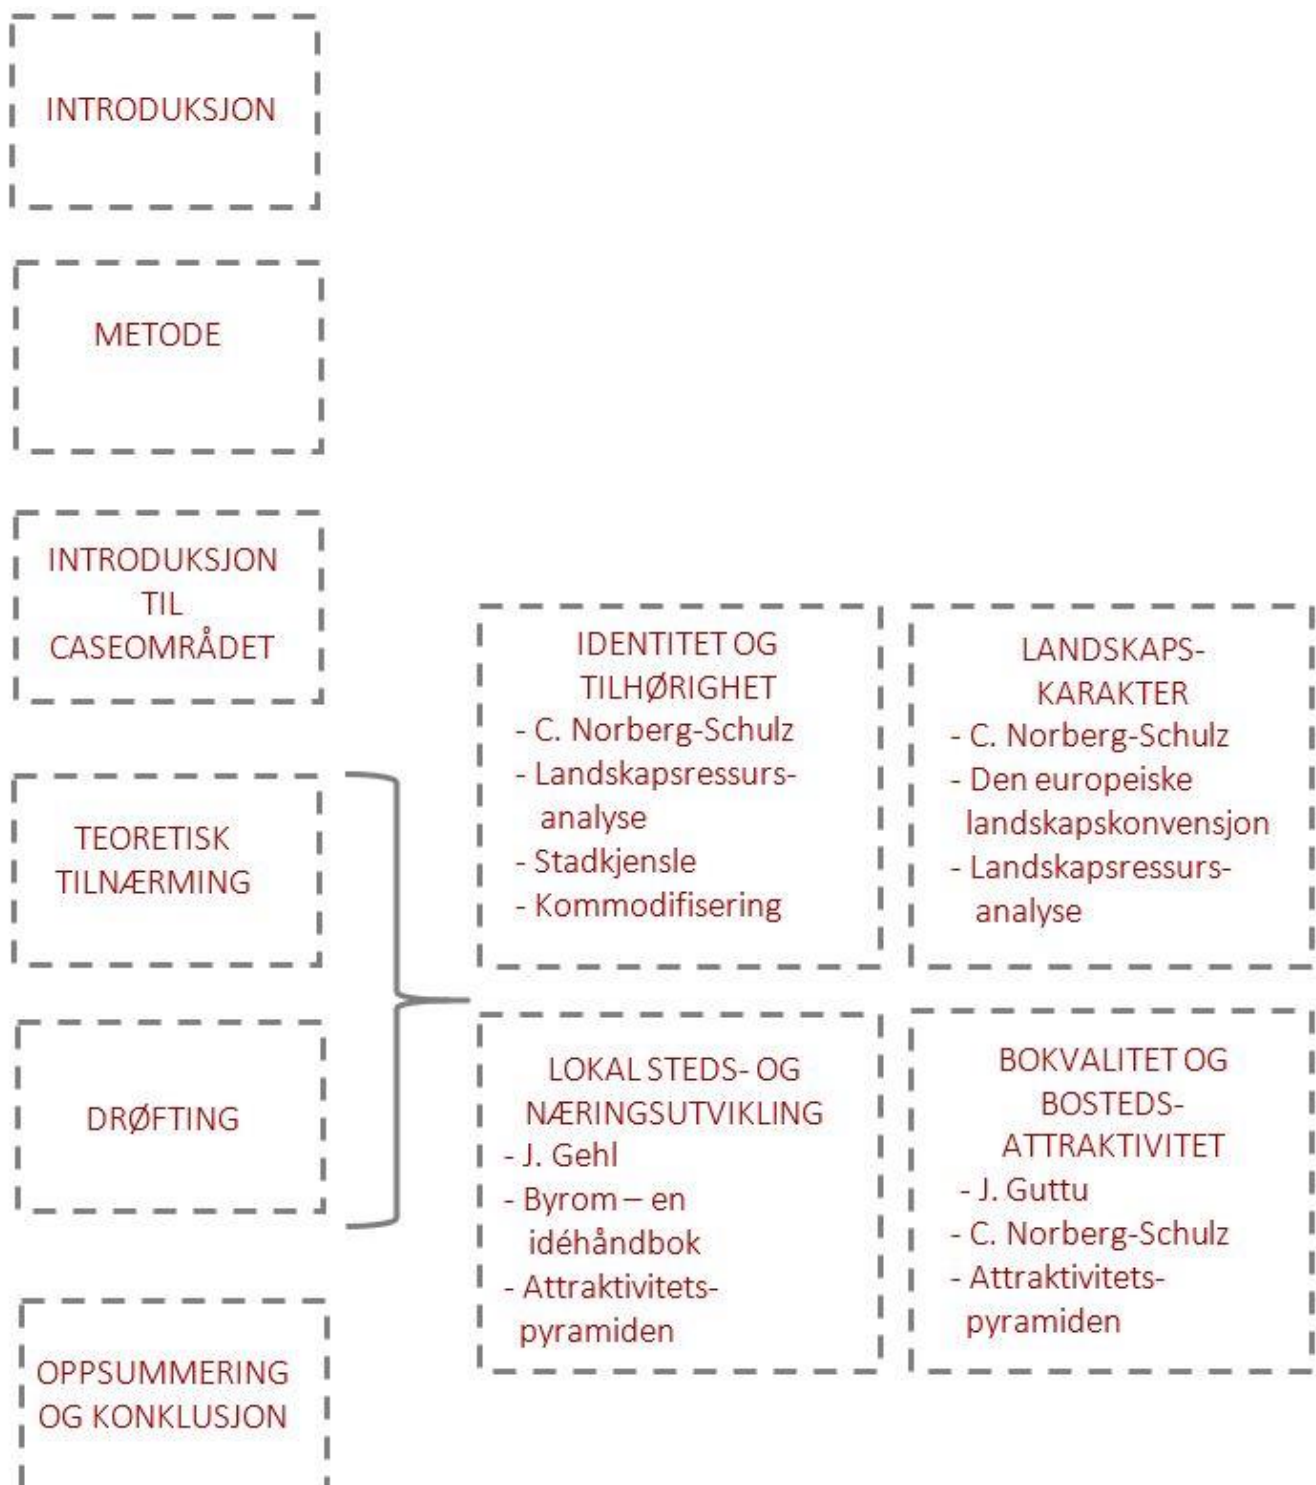 INTRODUKSJON
METODE
INTRODUKSJON
TIL
CASEOMRÅDET
TEORETISK
TILNÆRMING
DRØFTING
OPPSUMMERING
OG KONKLUSJON
IDENTITET OG
TILHØRIGHET
- C. Norberg-Schulz
- Landskapsressurs-
analyse
- Stadkjensle
- Kommodifisering
LANDSKAPS-
KARAKTER
- C. Norberg-Schulz
- Den europeiske
landskapskonvensjon
- Landskapsressurs-
analyse
LOKAL STEDS- OG
NÆRINGSUTVIKLING
- J. Gehl
- Byrom – en
idéhåndbok
- Attraktivitets-
pyramiden
BOKVALITET OG
BOSTEDS-
ATTRAKTIVITET
- J. Guttu
- C. Norberg-Schulz
- Attraktivitets-
pyramiden